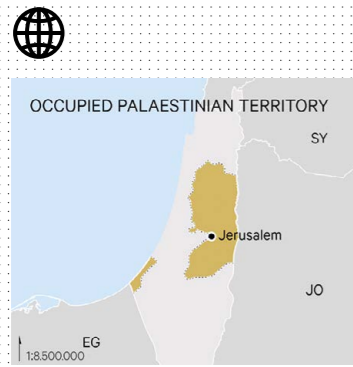 OCCUPIED PALAESTINIAN TERRITORY
SY
Jerusalem
JO
EG
1:8.500.000